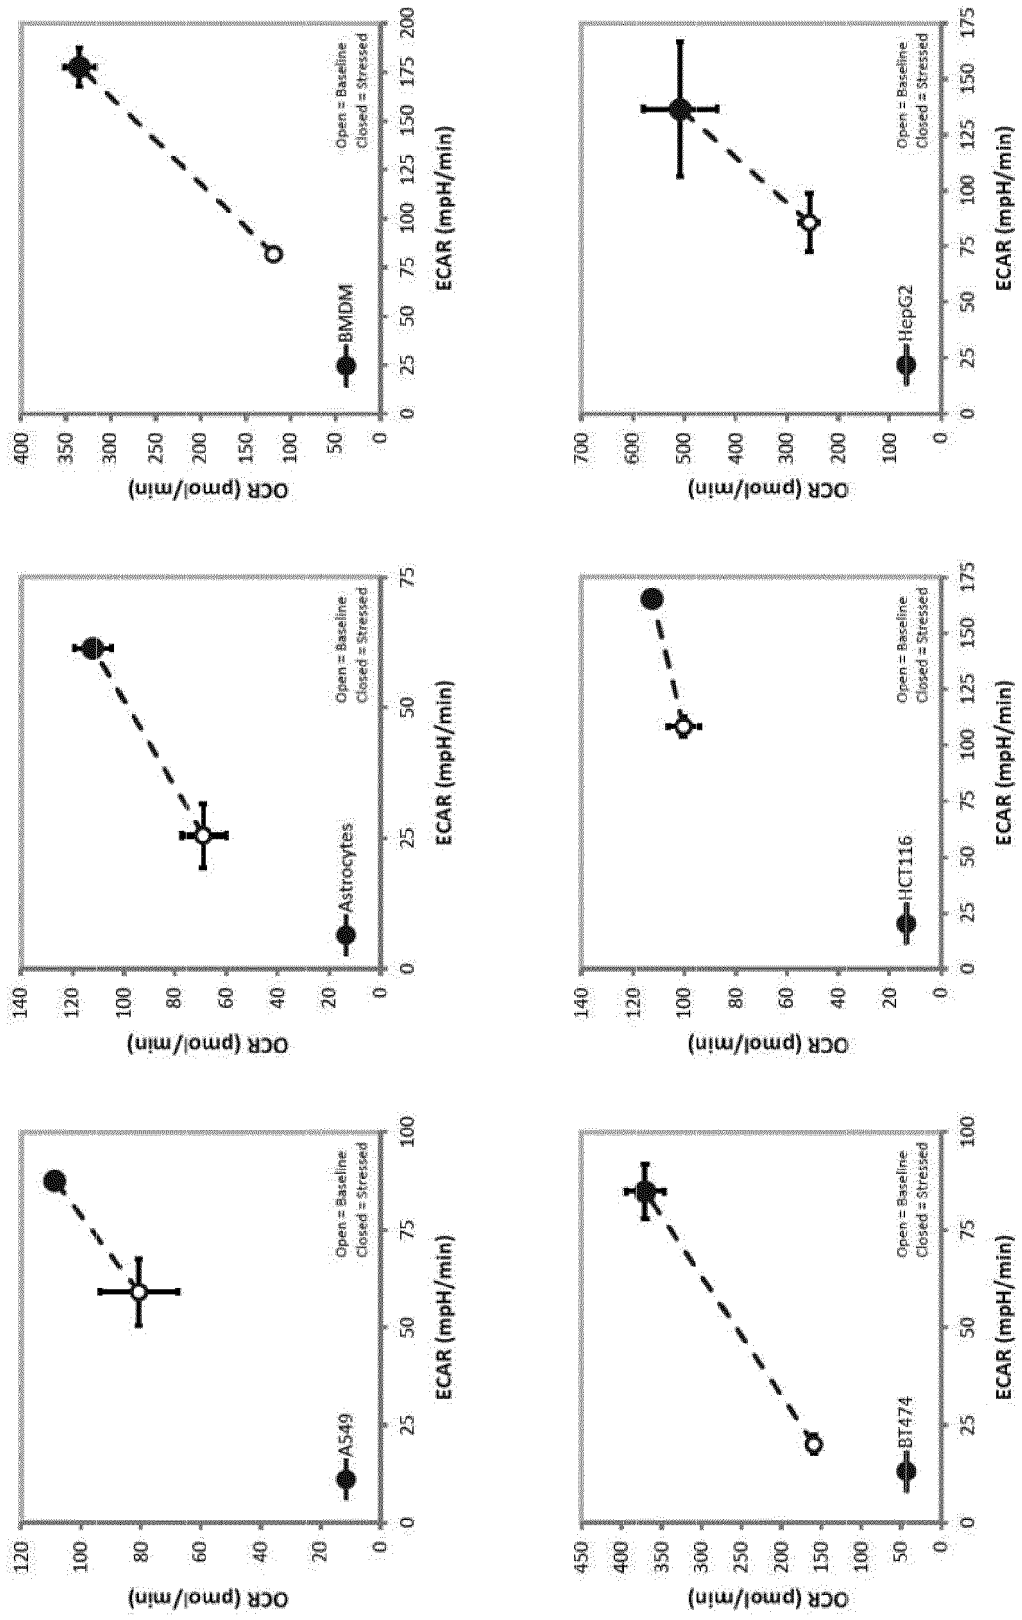 120
100
80
60
40
20
0
OCR (pmol/min)
A549
Open = Baseline
Closed = Stressed
0
25
50
75
100
ECAR (mpH/min)
140
120
100
80
60
40
20
0
OCR (pmol/min)
Astrocytes
Open = Baseline
Closed = Stressed
0
25
50
75
ECAR (mpH/min)
400
350
300
250
200
150
100
50
0
OCR (pmol/min)
BMDM
Open = Baseline
Closed = Stressed
0
25
50
75
100
125
150
175
200
ECAR (mpH/min)
450
400
350
300
250
200
150
100
50
0
OCR (pmol/min)
BT474
Open = Baseline
Closed = Stressed
0
25
50
75
100
ECAR (mpH/min)
140
120
100
80
60
40
20
0
OCR (pmol/min)
HCT116
Open = Baseline
Closed = Stressed
0
25
50
75
100
125
150
175
ECAR (mpH/min)
700
600
500
400
300
200
100
0
OCR (pmol/min)
HepG2
Open = Baseline
Closed = Stressed
0
25
50
75
100
125
150
175
ECAR (mpH/min)